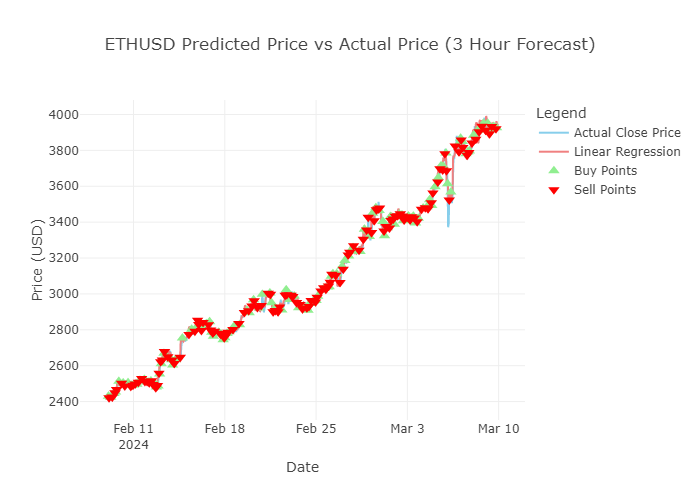 ETHUSD Predicted Price vs Actual Price (3 Hour Forecast)
Legend
Actual Close Price
Linear Regression
Buy Points
Sell Points
Price (USD)
4000
3800
3600
3400
3200
3000
2800
2600
2400
Feb 11
2024
Feb 18
Feb 25
Mar 3
Mar 10
Date